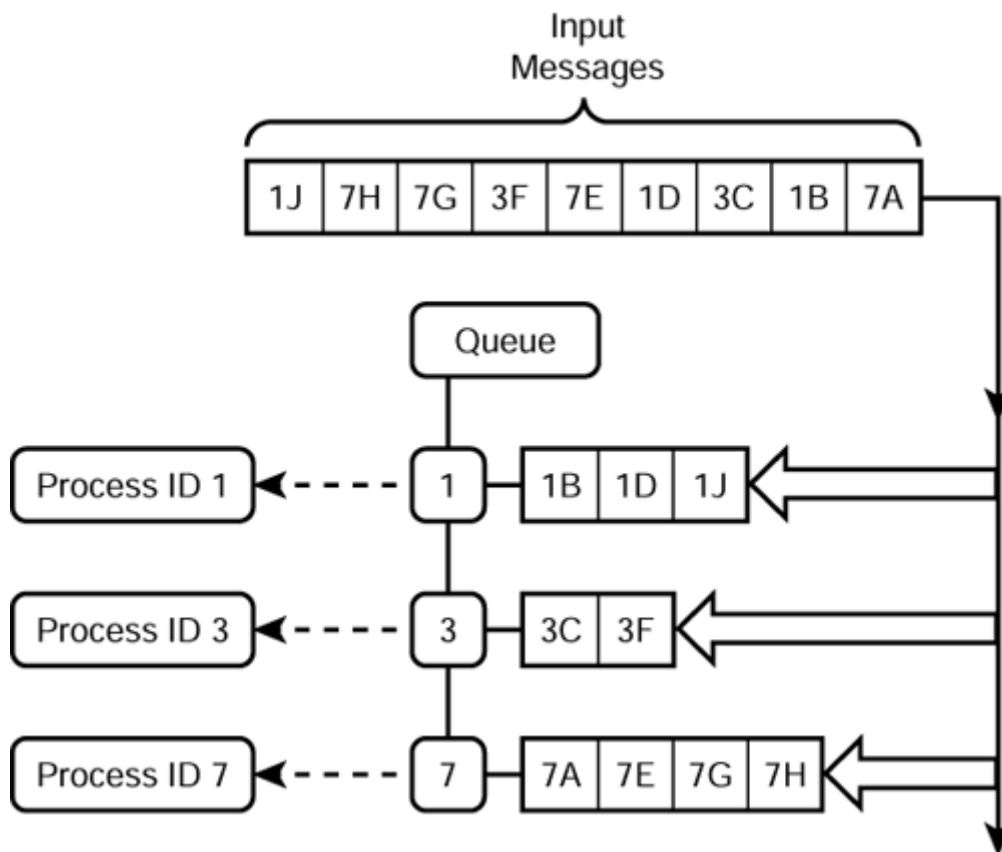 Input
Messages
1J 7H 7G 3F 7E 1D 3C 1B 7A
Queue
Process ID 1 1 1B 1D 1J
Process ID 3 3 3C 3F
Process ID 7 7 7A 7E 7G 7H